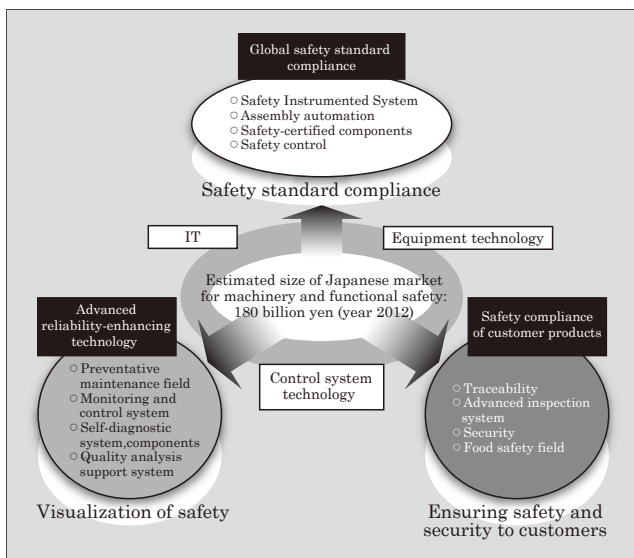 Global safety standard
compliance
○ Safety Instrumented System
○ Assembly automation
○ Safety-certified components
○ Safety control
Safety standard compliance
IT
Equipment technology
Estimated size of Japanese market
for machinery and functional safety:
180 billion yen (year 2012)
Advanced
reliability-enhancing
technology
○ Preventative
maintenance field
○ Monitoring and
control system
○ Self-diagnostic
system,components
○ Quality analysis
support system
Visualization of safety
Control system
technology
Safety compliance
of customer products
○ Traceability
○ Advanced inspection
system
○ Security
○ Food safety field
Ensuring safety and
security to customers